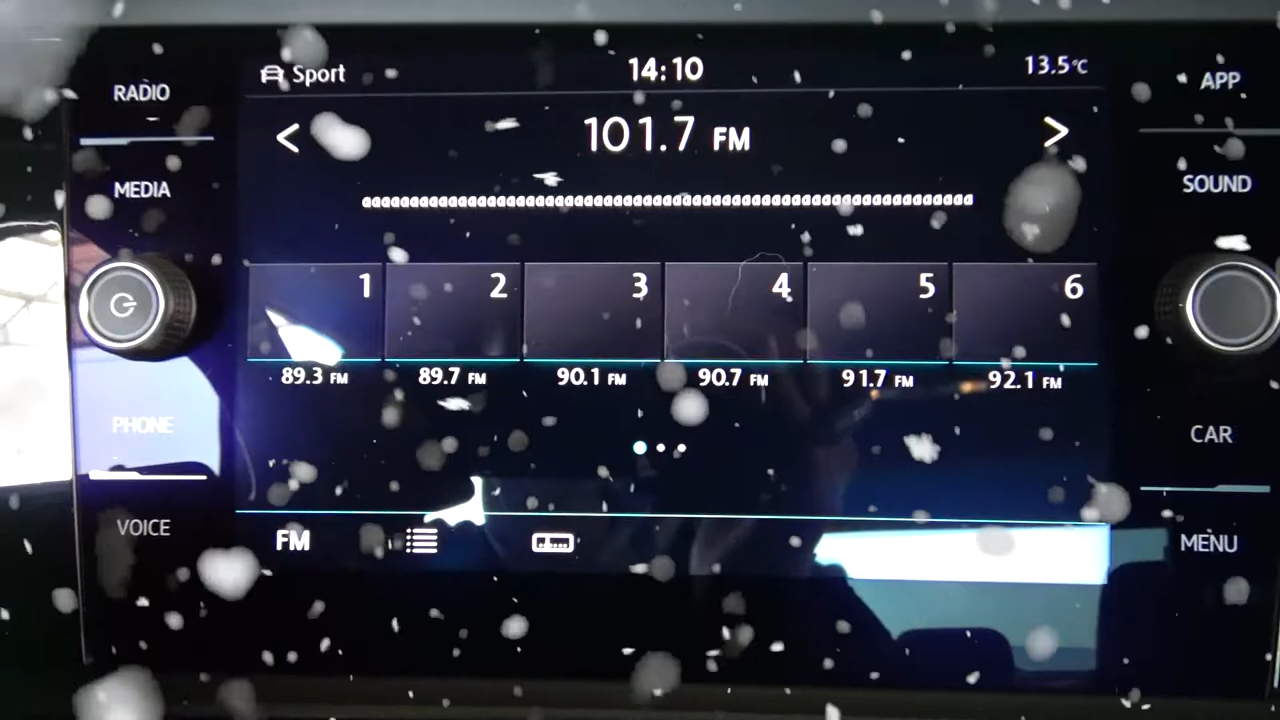 RADIO
MEDIA
PHONE
VOICE
Sport 14:10 13.5°C
< 101.7 FM >
1 2 3 4 5 6
89.3 FM 89.7 FM 90.1 FM 90.7 FM 91.7 FM 92.1 FM
FM
APP
SOUND
CAR
MENU